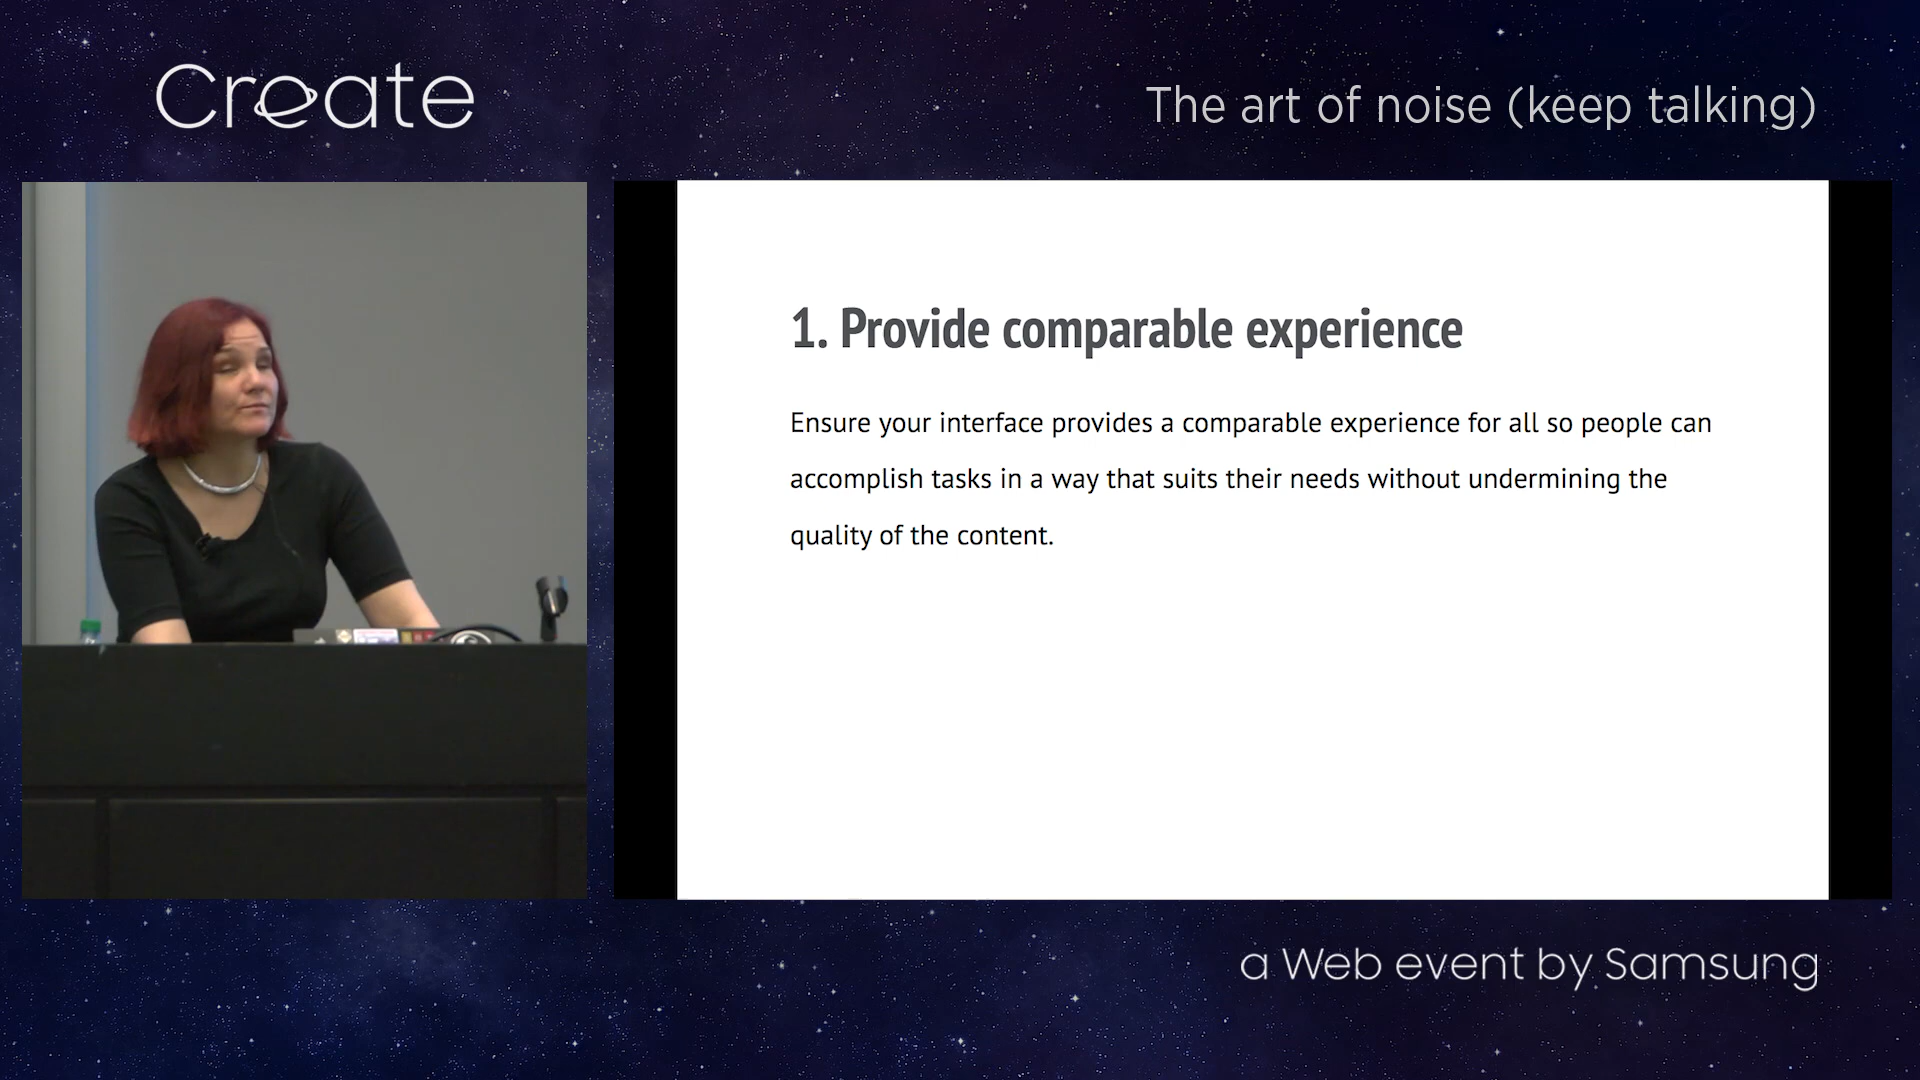 Create
The art of noise (keep talking)
1. Provide comparable experience
Ensure your interface provides a comparable experience for all so people can
accomplish tasks in a way that suits their needs without undermining the
quality of the content.
a Web event by Samsung